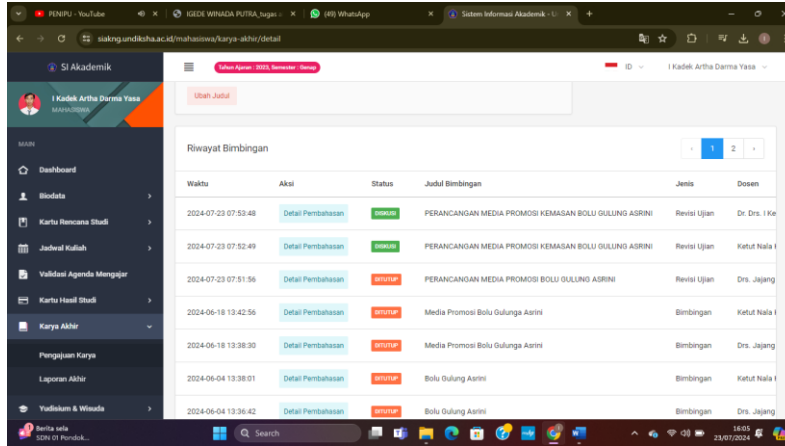 PENIPU - YouTube
IGEDE WINADA PUTRA_tugas
(49) WhatsApp
Sistem Informasi Akademik - U
siakng.undiksha.ac.id/mahasiswa/karya-akhir/detail
SI Akademik
Tahun Ajaran : 2023, Semester : Genap
ID
I Kadek Artha Darma Yasa
I Kadek Artha Darma Yasa
MAHASISWA
Ubah Judul
MAIN
Dashboard
Biodata
Kartu Rencana Studi
Jadwal Kuliah
Validasi Agenda Mengajar
Kartu Hasil Studi
Karya Akhir
Pengajuan Karya
Laporan Akhir
Yudisium & Wisuda
Riwayat Bimbingan
1 2
Waktu Aksi Status Judul Bimbingan Jenis Dosen
2024-07-23 07:53:48 Detail Pembahasan DISKUSI PERANCANGAN MEDIA PROMOSI KEMASAN BOLU GULUNG ASRINI Revisi Ujian Dr. Drs. I Ke
2024-07-23 07:52:49 Detail Pembahasan DISKUSI PERANCANGAN MEDIA PROMOSI KEMASAN BOLU GULUNG ASRINI Revisi Ujian Ketut Nala
2024-07-23 07:51:56 Detail Pembahasan DITUTUP PERANCANGAN MEDIA PROMOSI BOLU GULUNG ASRINI Revisi Ujian Drs. Jajang
2024-06-18 13:42:56 Detail Pembahasan DITUTUP Media Promosi Bolu Gulunga Asrini Bimbingan Ketut Nala
2024-06-18 13:38:30 Detail Pembahasan DITUTUP Media Promosi Bolu Gulunga Asrini Bimbingan Drs. Jajang
2024-06-04 13:38:01 Detail Pembahasan DITUTUP Bolu Gulung Asrini Bimbingan Ketut Nala
2024-06-04 13:36:42 Detail Pembahasan DITUTUP Bolu Gulung Asrini Bimbingan Drs. Jajang
Berita sela
SDN 01 Pondok...
Search
16:05
23/07/2024